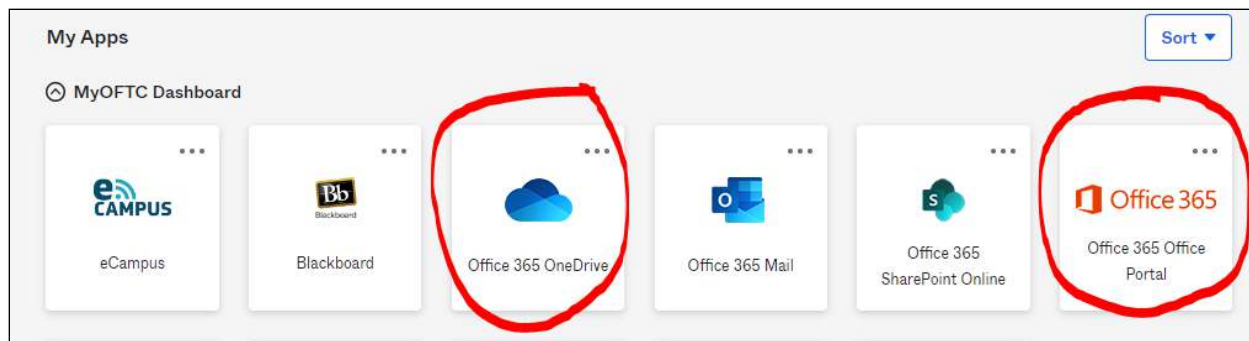 My Apps
Sort
MyOFTC Dashboard
e CAMPUS
Bb
Blackboard
O
S
Office 365
eCampus
Blackboard
Office 365 OneDrive
Office 365 Mail
Office 365
SharePoint Online
Office 365 Office
Portal